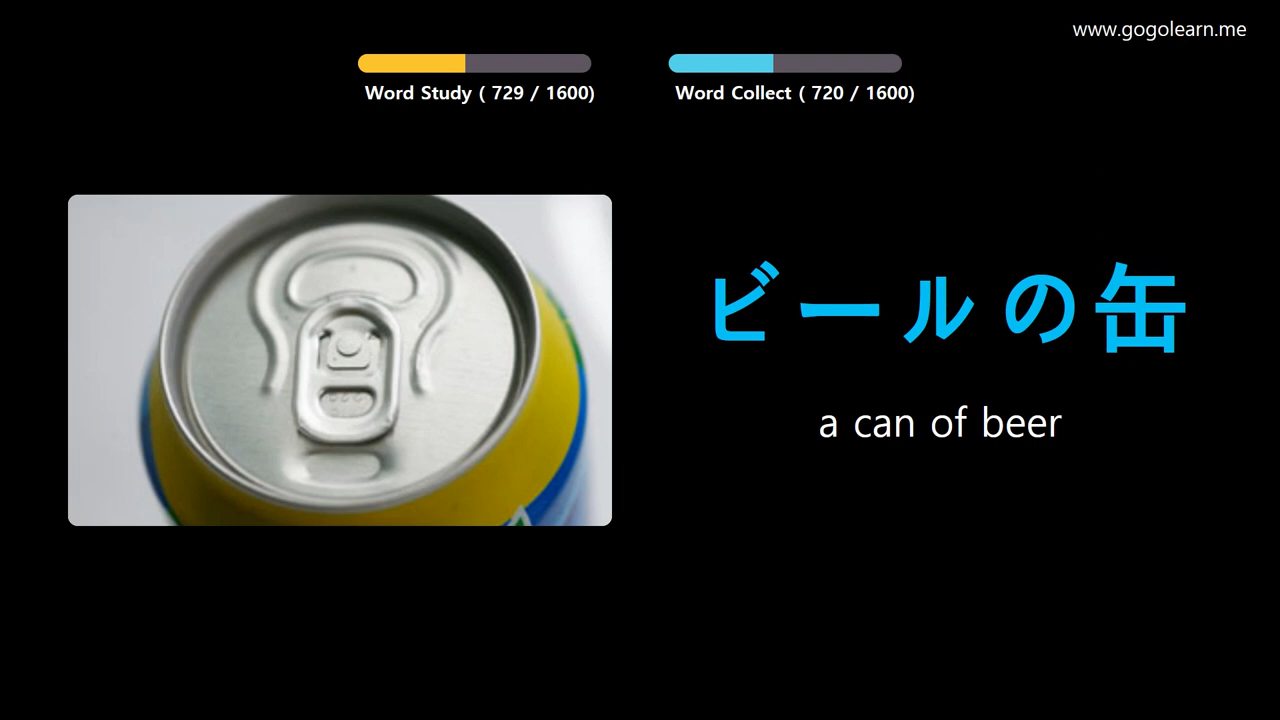 www.gogolearn.me
Word Study ( 729 / 1600)
Word Collect ( 720 / 1600)
ビールの缶
a can of beer